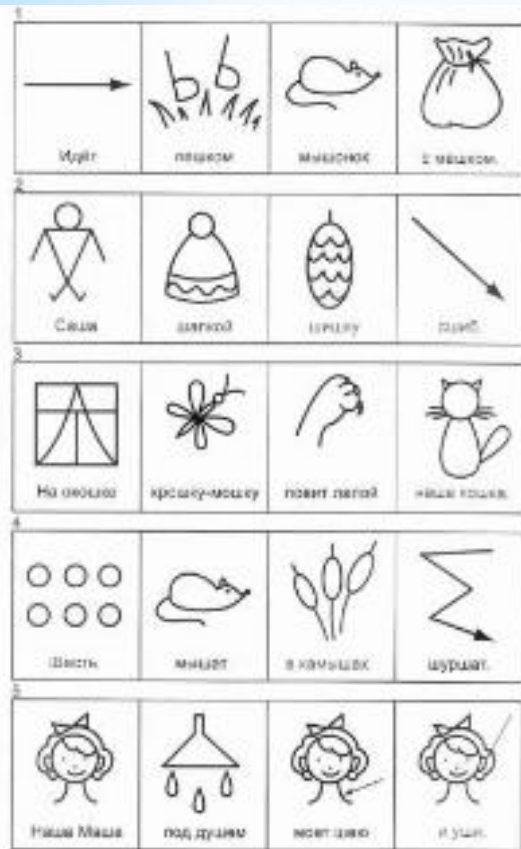 1
Идёт пешком мышонок с мешком.
2
Саша шапкой шишку сшиб.
3
На окошке крошку-мошку ловит лапой наша кошка.
4
Шесть мышат в камышах шуршат.
5
Наша Маша под душем моет шею и уши.